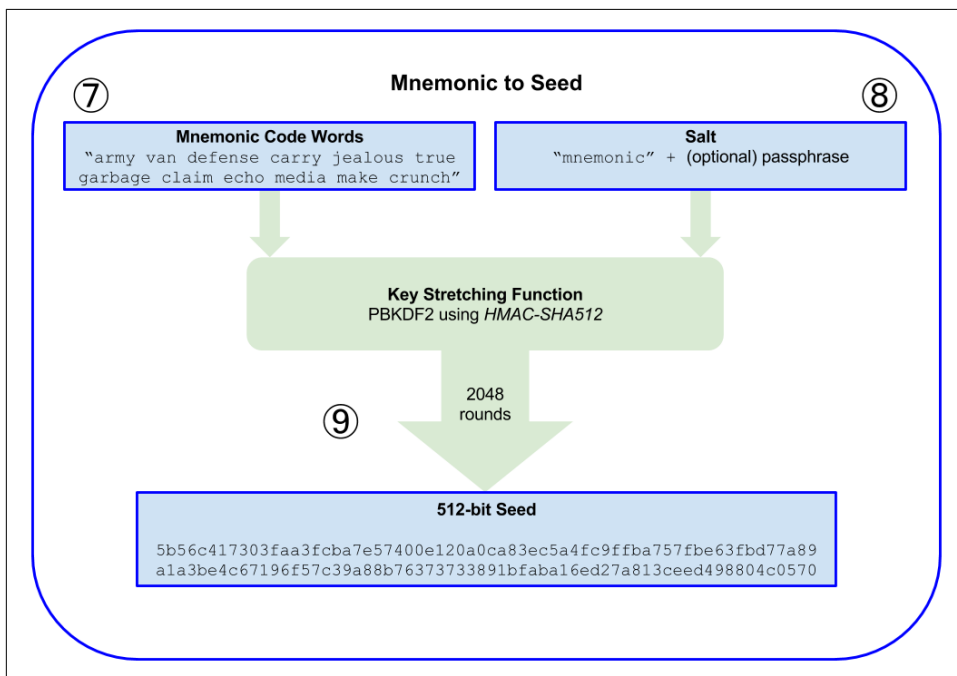 Mnemonic to Seed
⑦
⑧
Mnemonic Code Words
“army van defense carry jealous true
garbage claim echo media make crunch”
Salt
“mnemonic” + (optional) passphrase
Key Stretching Function
PBKDF2 using HMAC-SHA512
2048
rounds
⑨
512-bit Seed
5b56c417303faa3fcba7e57400e120a0ca83ec5a4fc9ffba757fbe63fbd77a89
a1a3be4c67196f57c39a88b76373733891bfaba16ed27a813ceed498804c0570